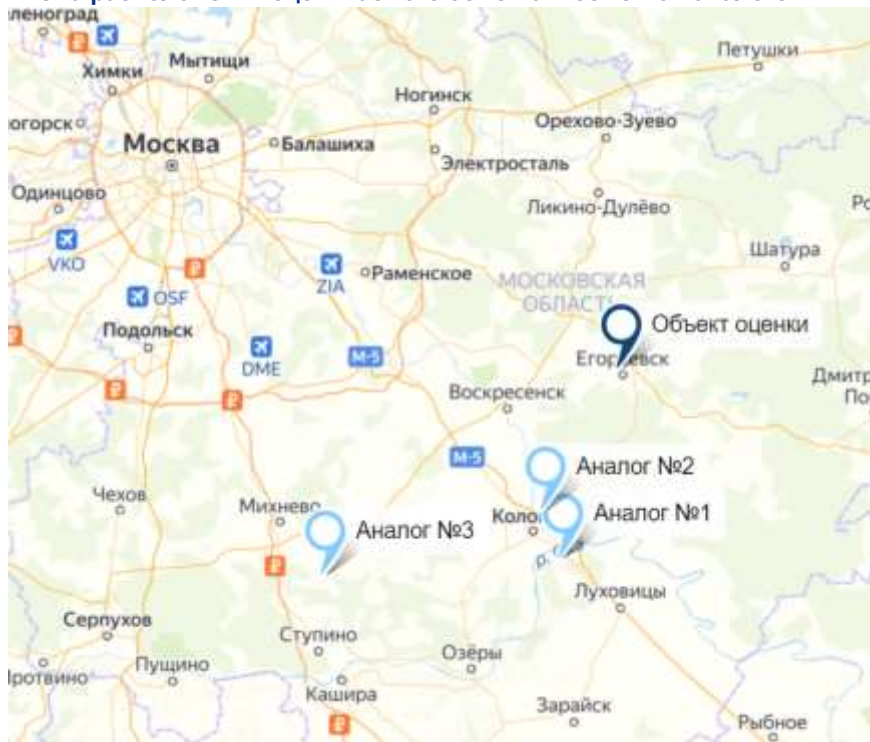 Петушки
Мытищи
Химки
Ногинск
Орехово-Зуево
Москва
Балашиха
Электросталь
Одинцово
Ликино-Дулёво
VKO
ZIA
Раменское
Шатура
OSF
МОСКОВСКАЯ
ОБЛАСТЬ
Подольск
Объект оценки
DME
М-5
Егорьевск
Воскресенск
М-5
Аналог №2
Чехов
Михнево
Аналог №3
Аналог №1
Луховицы
Серпухов
Ступино
Озёры
Пущино
Кашира
Зарайск
Рыбное